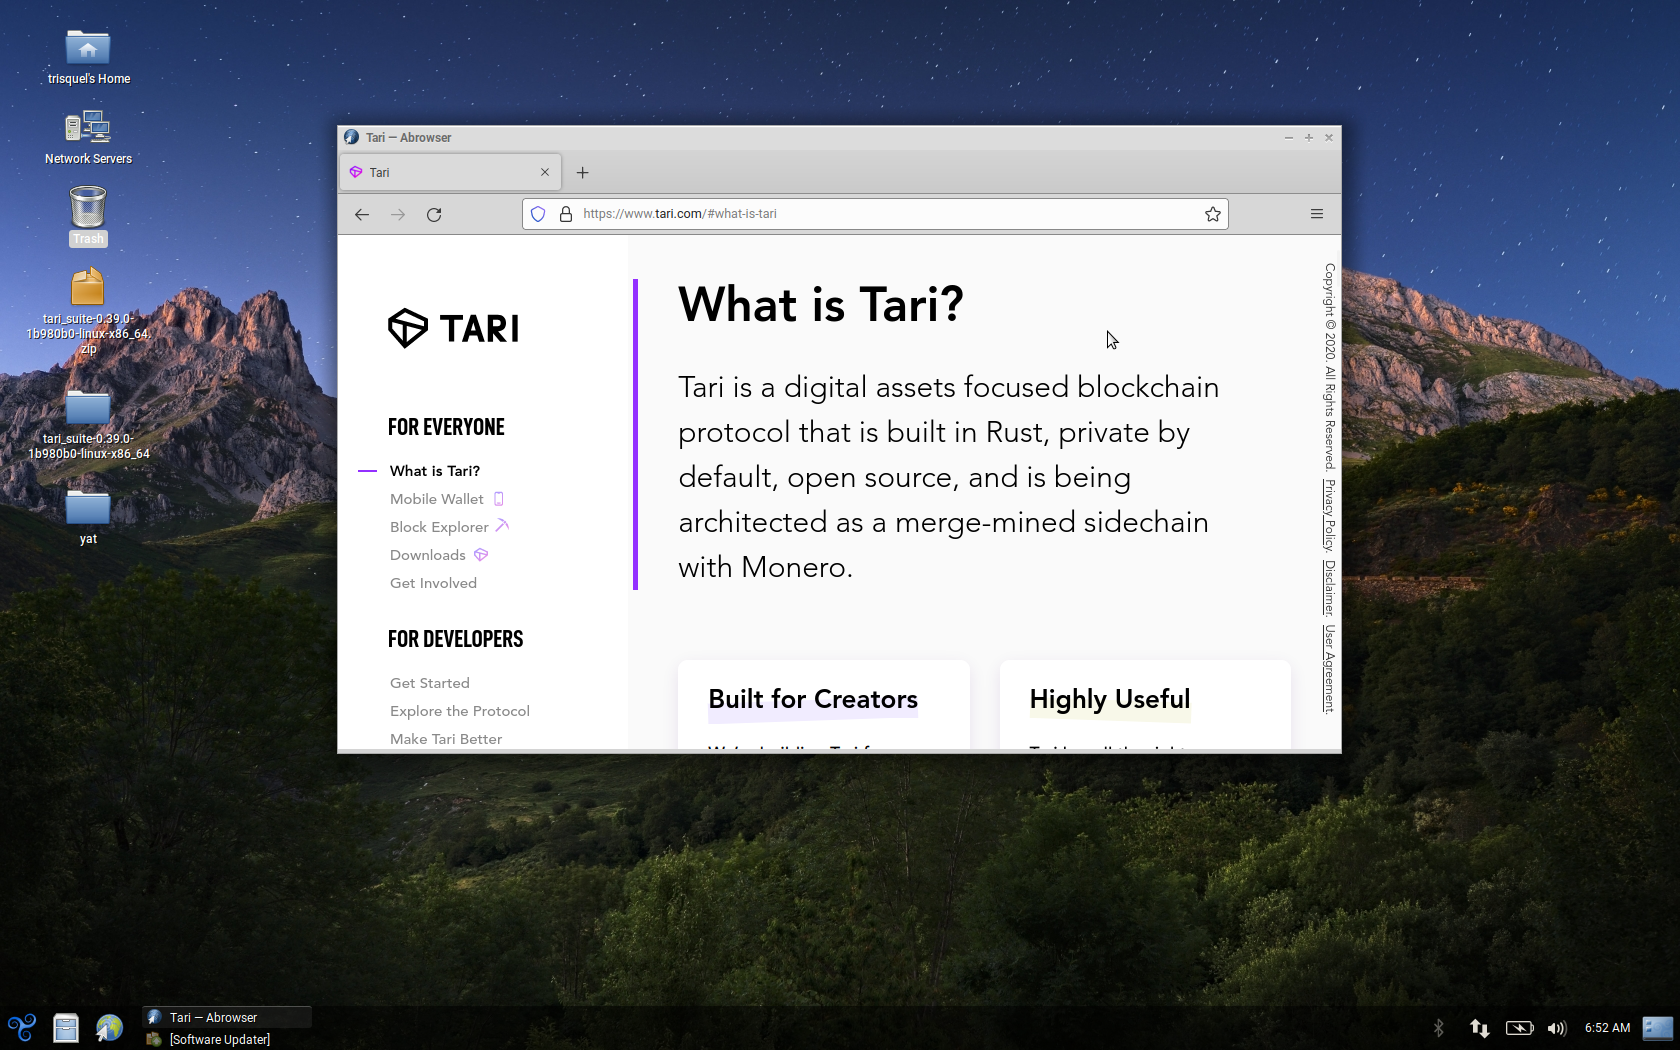 trisquel's Home
Network Servers
Trash
tari_suite-0.39.0-
1b980b0-linux-x86_64.
zip
tari_suite-0.39.0-
1b980b0-linux-x86_64
yat
Tari — Abrowser
Tari
https://www.tari.com/#what-is-tari
TARI
FOR EVERYONE
What is Tari?
Mobile Wallet
Block Explorer
Downloads
Get Involved
FOR DEVELOPERS
Get Started
Explore the Protocol
Make Tari Better
What is Tari?
Tari is a digital assets focused blockchain
protocol that is built in Rust, private by
default, open source, and is being
architected as a merge-mined sidechain
with Monero.
Built for Creators
Highly Useful
Copyright © 2020. All Rights Reserved. Privacy Policy. Disclaimer. User Agreement.
Tari — Abrowser
[Software Updater]
6:52 AM